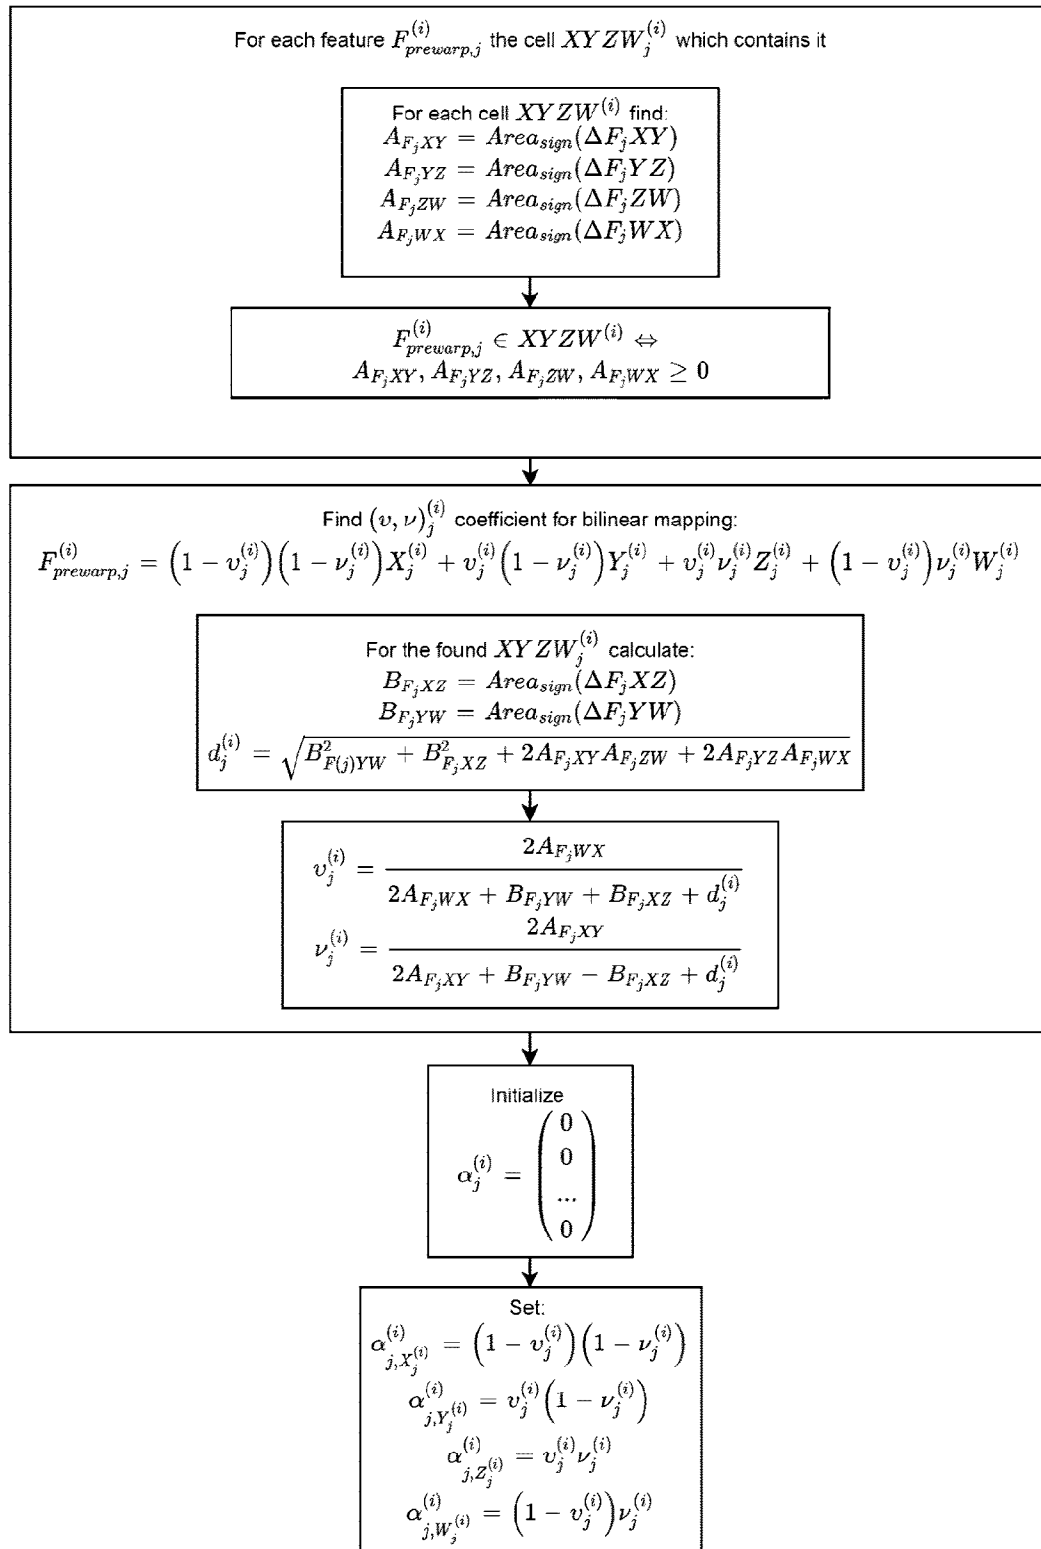 For each feature $F^{(i)}_{prewarp,j}$ the cell $XYZW^{(i)}_j$ which contains it
For each cell $XYZW^{(i)}$ find:
$A_{F_jXY} = Area_{sign}(\Delta F_jXY)$
$A_{F_jYZ} = Area_{sign}(\Delta F_jYZ)$
$A_{F_jZW} = Area_{sign}(\Delta F_jZW)$
$A_{F_jWX} = Area_{sign}(\Delta F_jWX)$
$F^{(i)}_{prewarp,j} \in XYZW^{(i)} \Leftrightarrow$
$A_{F_jXY}, A_{F_jYZ}, A_{F_jZW}, A_{F_jWX} \geq 0$
Find $(\upsilon, \nu)^{(i)}_j$ coefficient for bilinear mapping:
$F^{(i)}_{prewarp,j} = \left(1 - \upsilon^{(i)}_j\right)\left(1 - \nu^{(i)}_j\right)X^{(i)}_j + \upsilon^{(i)}_j\left(1 - \nu^{(i)}_j\right)Y^{(i)}_j + \upsilon^{(i)}_j\nu^{(i)}_jZ^{(i)}_j + \left(1 - \upsilon^{(i)}_j\right)\nu^{(i)}_jW^{(i)}_j$
For the found $XYZW^{(i)}_j$ calculate:
$B_{F_jXZ} = Area_{sign}(\Delta F_jXZ)$
$B_{F_jYW} = Area_{sign}(\Delta F_jYW)$
$d^{(i)}_j = \sqrt{B^2_{F(j)YW} + B^2_{F_jXZ} + 2A_{F_jXY}A_{F_jZW} + 2A_{F_jYZ}A_{F_jWX}}$
$\upsilon^{(i)}_j = \frac{2A_{F_jWX}}{2A_{F_jWX} + B_{F_jYW} + B_{F_jXZ} + d^{(i)}_j}$
$\nu^{(i)}_j = \frac{2A_{F_jXY}}{2A_{F_jXY} + B_{F_jYW} - B_{F_jXZ} + d^{(i)}_j}$
Initialize
$\alpha^{(i)}_j = \begin{pmatrix} 0 \\ 0 \\ ... \\ 0 \end{pmatrix}$
Set:
$\alpha^{(i)}_{j,X^{(i)}_j} = \left(1 - \upsilon^{(i)}_j\right)\left(1 - \nu^{(i)}_j\right)$
$\alpha^{(i)}_{j,Y^{(i)}_j} = \upsilon^{(i)}_j\left(1 - \nu^{(i)}_j\right)$
$\alpha^{(i)}_{j,Z^{(i)}_j} = \upsilon^{(i)}_j\nu^{(i)}_j$
$\alpha^{(i)}_{j,W^{(i)}_j} = \left(1 - \upsilon^{(i)}_j\right)\nu^{(i)}_j$